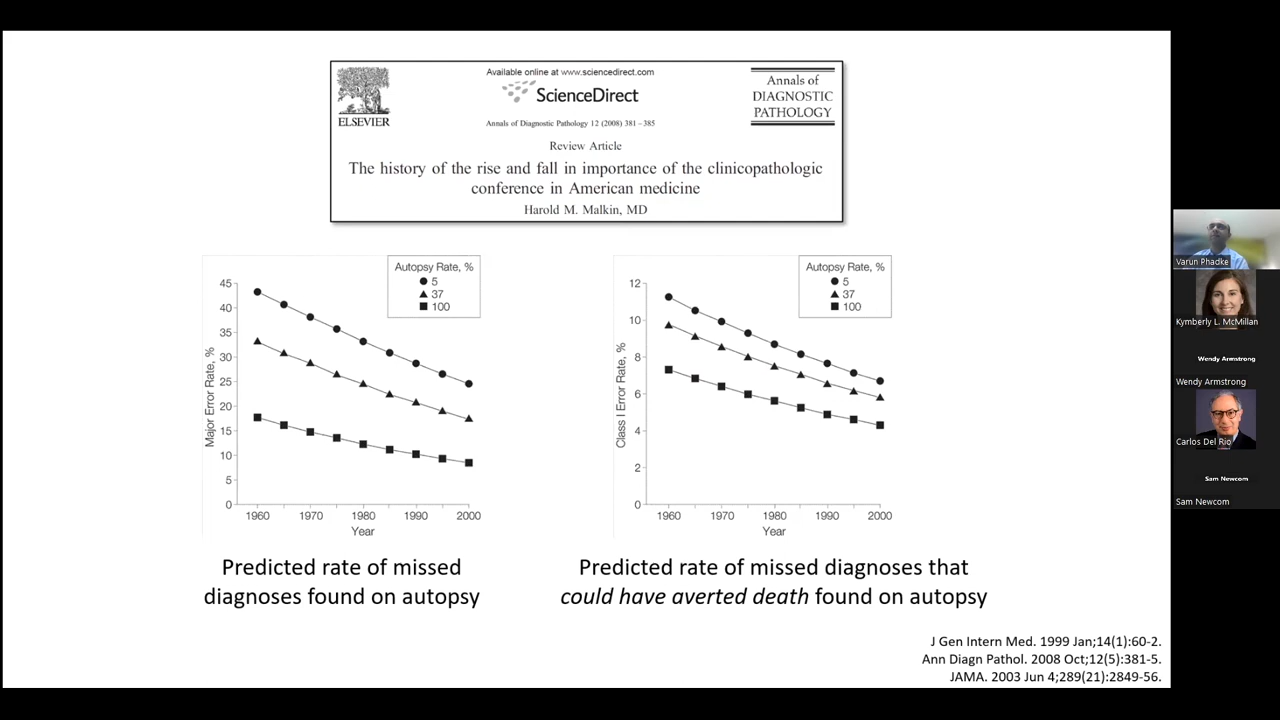 Available online at www.sciencedirect.com
ScienceDirect
ELSEVIER
Annals of
DIAGNOSTIC
PATHOLOGY
Annals of Diagnostic Pathology 12 (2008) 381–385
Review Article
The history of the rise and fall in importance of the clinicopathologic
conference in American medicine
Harold M. Malkin, MD
Autopsy Rate, %
5
37
100
45
40
35
30
25
20
15
10
5
0
Major Error Rate, %
1960 1970 1980 1990 2000
Year
Autopsy Rate, %
5
37
100
12
10
8
6
4
2
0
Class I Error Rate, %
1960 1970 1980 1990 2000
Year
Predicted rate of missed
diagnoses found on autopsy
Predicted rate of missed diagnoses that
could have averted death found on autopsy
J Gen Intern Med. 1999 Jan;14(1):60-2.
Ann Diagn Pathol. 2008 Oct;12(5):381-5.
JAMA. 2003 Jun 4;289(21):2849-56.
Varun Phadke
Kymberly L. McMillan
Wendy Armstrong
Wendy Armstrong
Carlos Del Rio
Sam Newcom
Sam Newcom